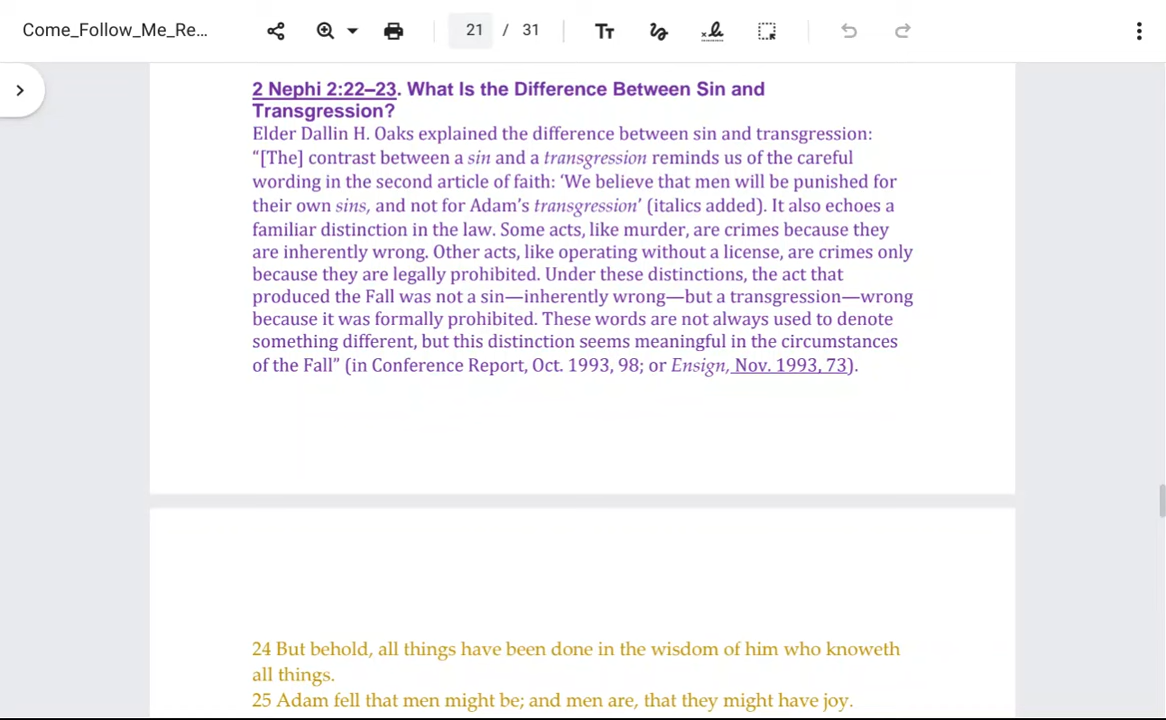 Come_Follow_Me_Re...
21 / 31
2 Nephi 2:22–23. What Is the Difference Between Sin and
Transgression?
Elder Dallin H. Oaks explained the difference between sin and transgression:
“[The] contrast between a sin and a transgression reminds us of the careful
wording in the second article of faith: ‘We believe that men will be punished for
their own sins, and not for Adam’s transgression’ (italics added). It also echoes a
familiar distinction in the law. Some acts, like murder, are crimes because they
are inherently wrong. Other acts, like operating without a license, are crimes only
because they are legally prohibited. Under these distinctions, the act that
produced the Fall was not a sin—inherently wrong—but a transgression—wrong
because it was formally prohibited. These words are not always used to denote
something different, but this distinction seems meaningful in the circumstances
of the Fall” (in Conference Report, Oct. 1993, 98; or Ensign, Nov. 1993, 73).
24 But behold, all things have been done in the wisdom of him who knoweth
all things.
25 Adam fell that men might be; and men are, that they might have joy.